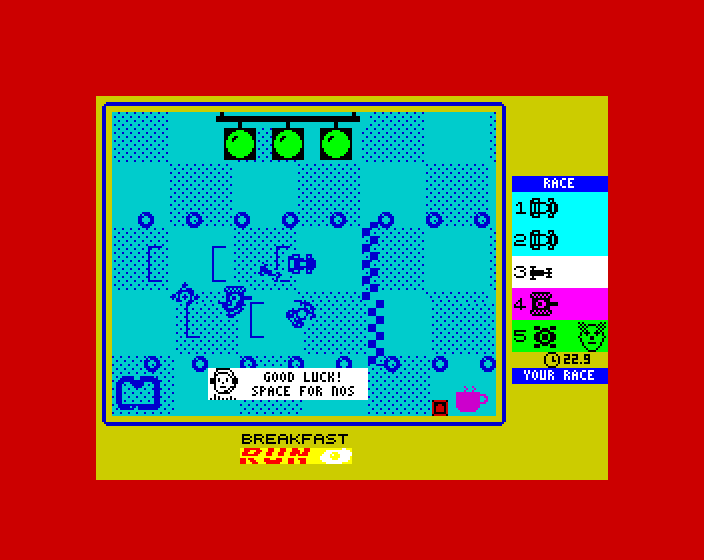 RACE
1
2
3
4
5
22.9
YOUR RACE
GOOD LUCK!
SPACE FOR NOS
BREAKFAST
RUN